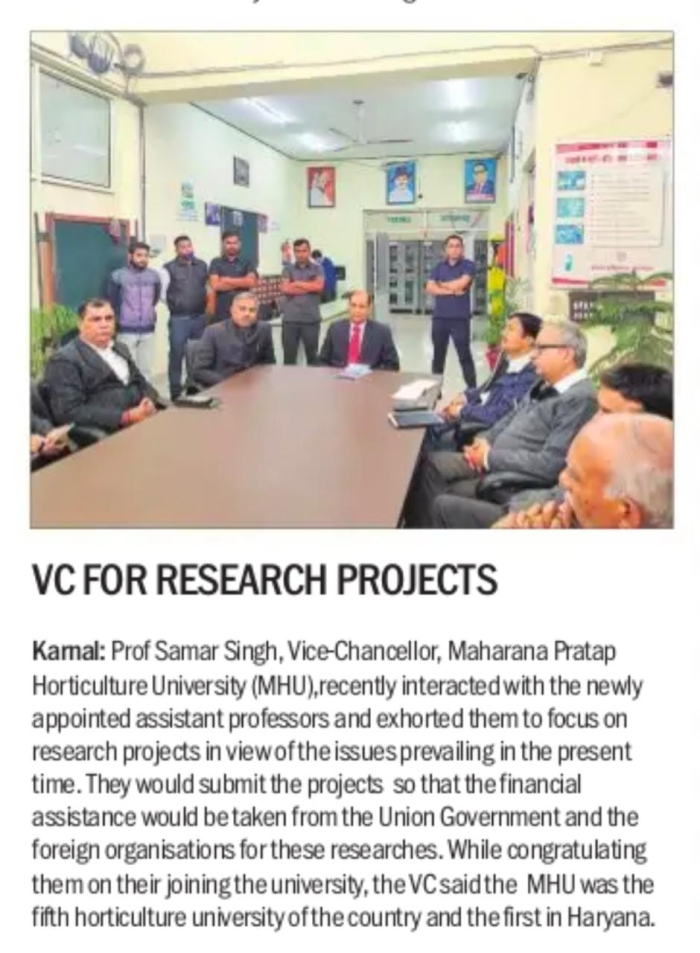 VC FOR RESEARCH PROJECTS
Karnal: Prof Samar Singh, Vice-Chancellor, Maharana Pratap
Horticulture University (MHU),recently interacted with the newly
appointed assistant professors and exhorted them to focus on
research projects in view of the issues prevailing in the present
time. They would submit the projects so that the financial
assistance would be taken from the Union Government and the
foreign organisations for these researches. While congratulating
them on their joining the university, the VC said the MHU was the
fifth horticulture university of the country and the first in Haryana.